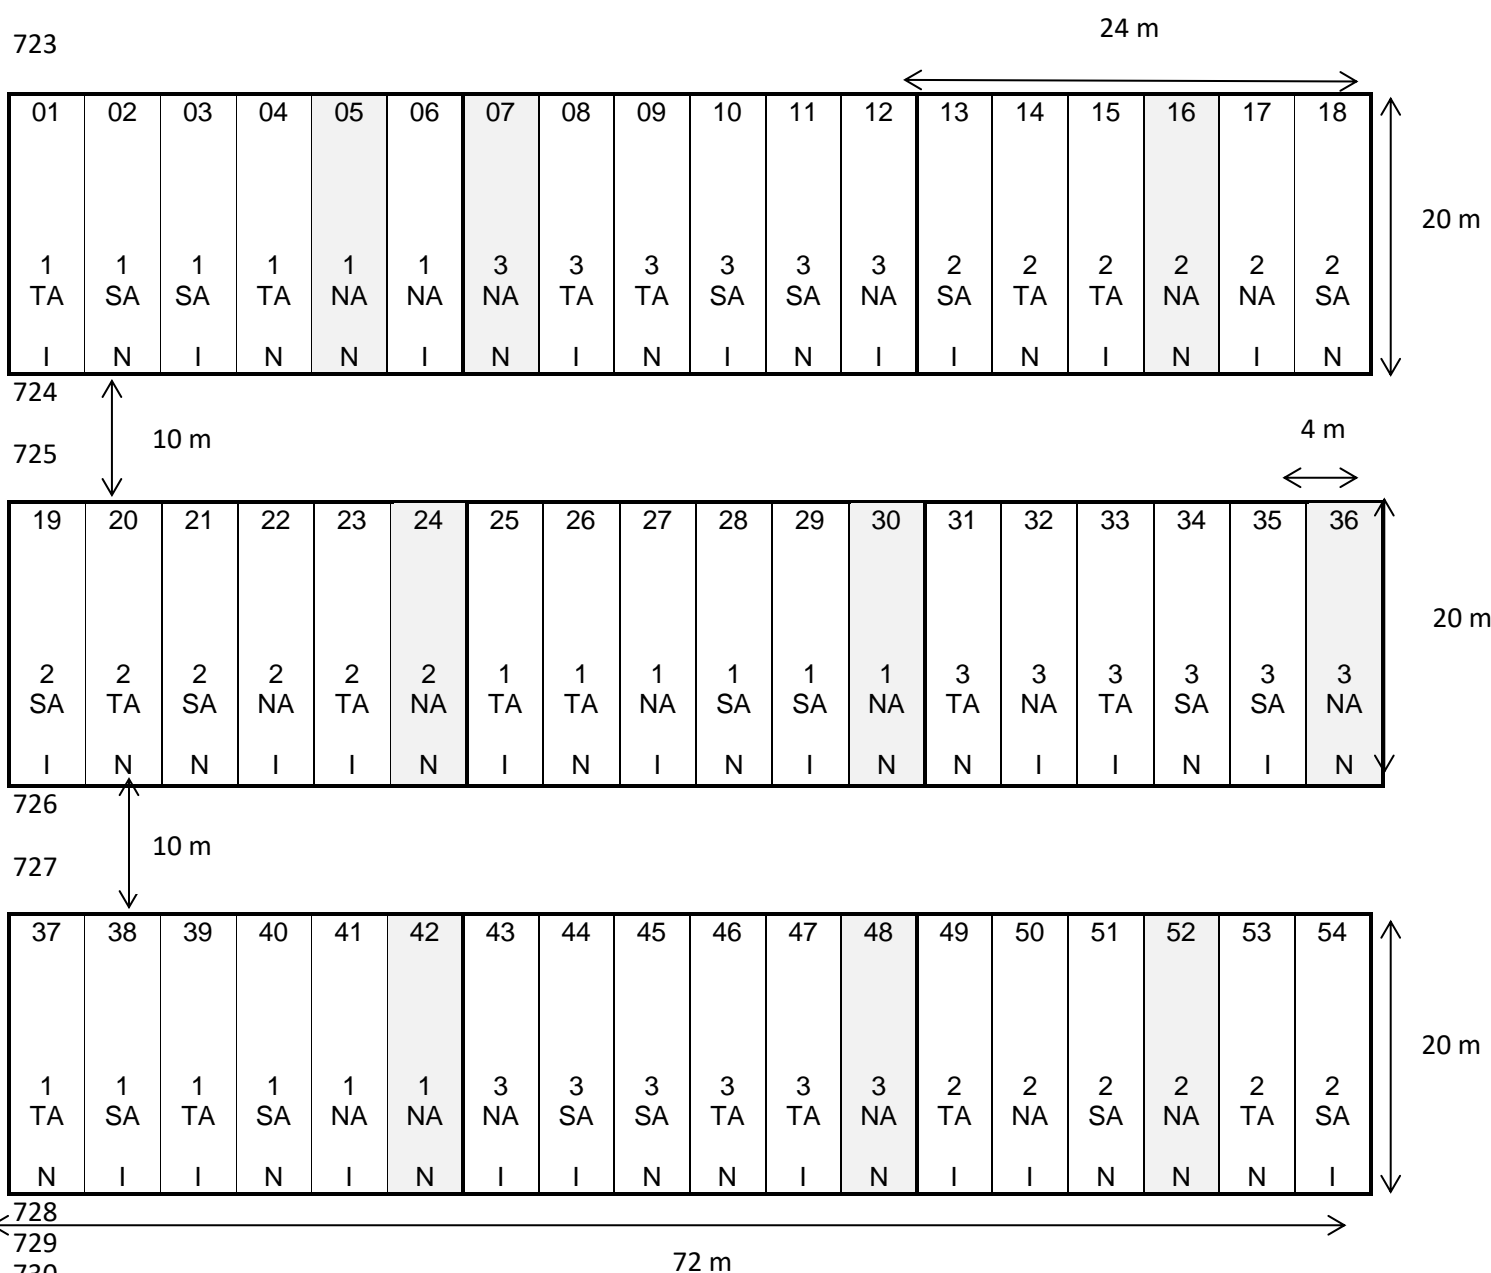 24 m
723
01 02 03 04 05 06 07 08 09 10 11 12 13 14 15 16 17 18
20 m
1 1 1 1 1 1 3 3 3 3 3 3 2 2 2 2 2 2
TA SA SA TA NA NA NA TA TA SA SA NA SA TA TA NA NA SA
I N I N N I N I N I N I I N I N I N
724
10 m
4 m
725
19 20 21 22 23 24 25 26 27 28 29 30 31 32 33 34 35 36
20 m
2 2 2 2 2 2 1 1 1 1 1 1 3 3 3 3 3 3
SA TA SA NA TA NA TA TA NA SA SA NA TA NA TA SA SA NA
I N N I I N I N I N I N N I I N I N
726
10 m
727
37 38 39 40 41 42 43 44 45 46 47 48 49 50 51 52 53 54
20 m
1 1 1 1 1 1 3 3 3 3 3 3 2 2 2 2 2 2
TA SA TA SA NA NA NA SA SA TA TA NA TA NA SA NA TA SA
N I I N I N I I N N I N I I N N N I
728
729
72 m
730